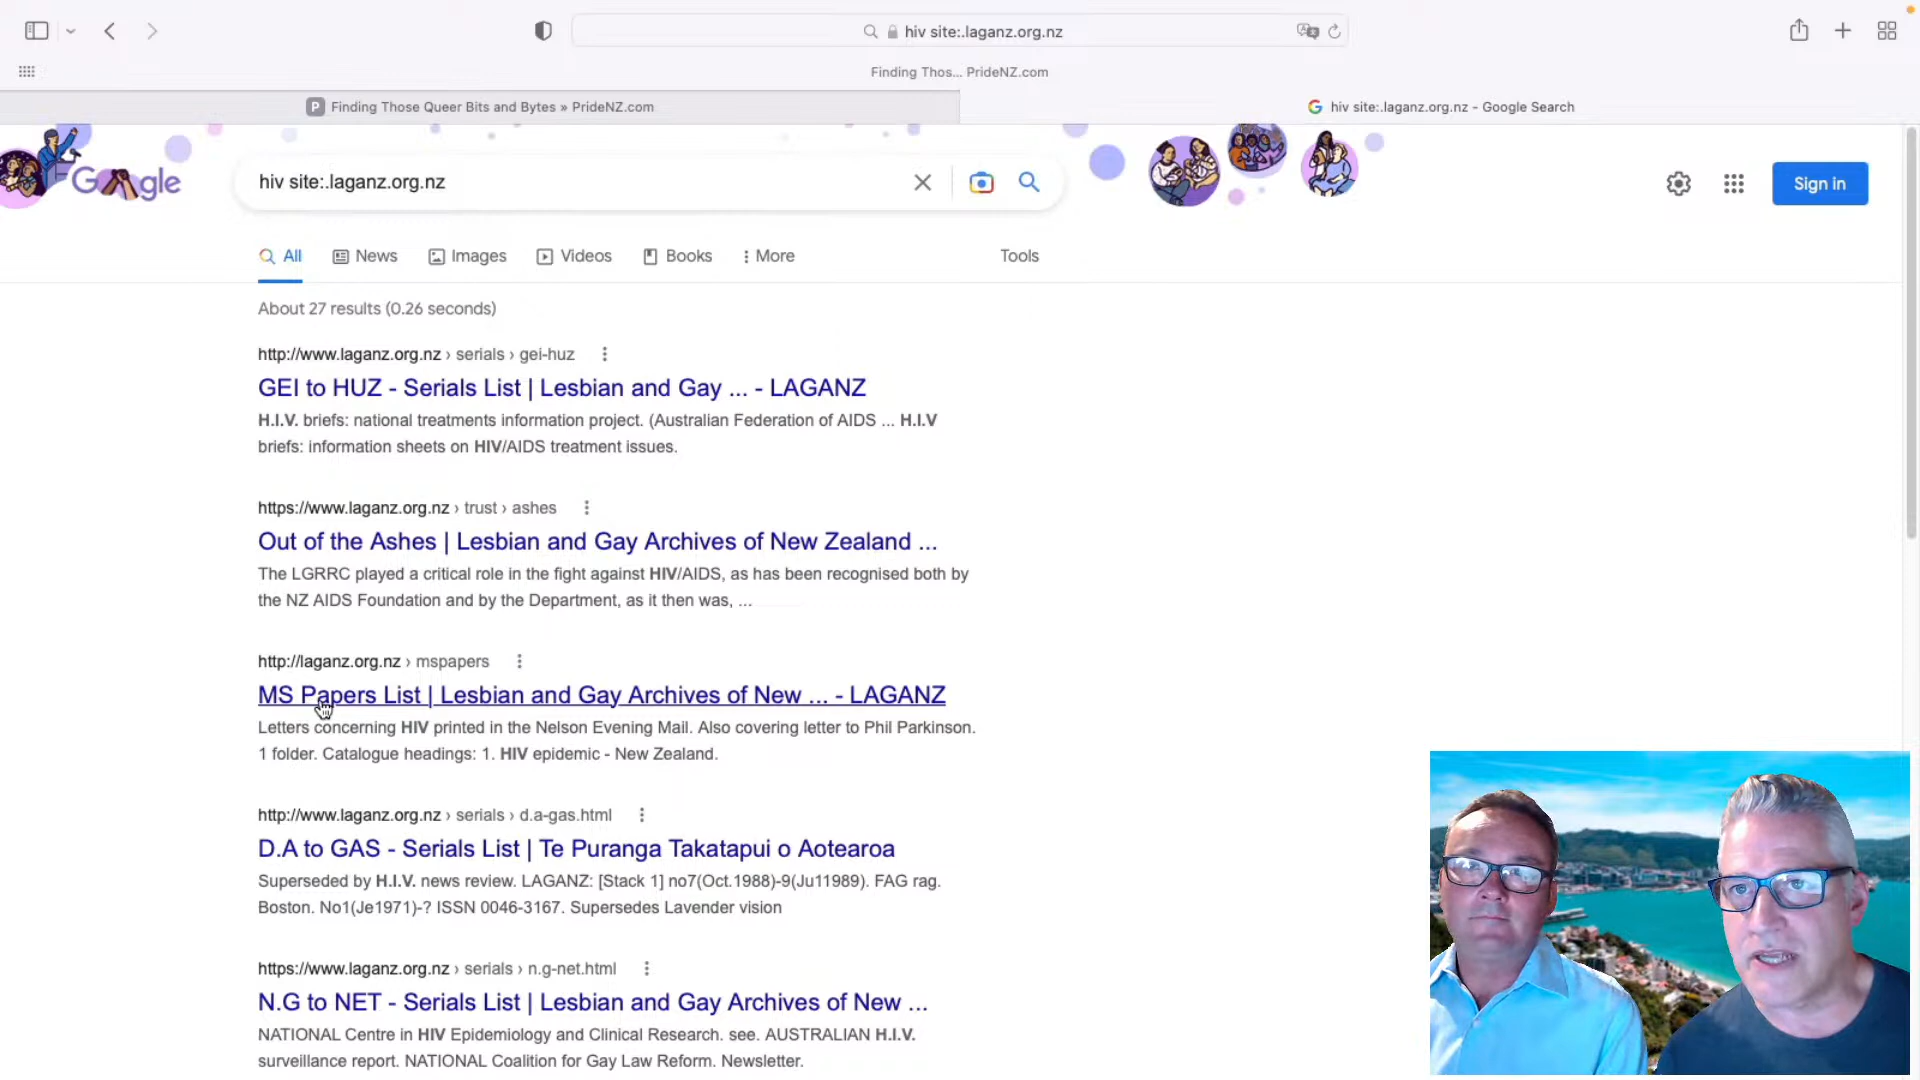 hiv site:.laganz.org.nz
Finding Thos... PrideNZ.com
P Finding Those Queer Bits and Bytes » PrideNZ.com
hiv site:.laganz.org.nz - Google Search
Google
hiv site:.laganz.org.nz
Sign in
All News Images Videos Books More Tools
About 27 results (0.26 seconds)
http://www.laganz.org.nz › serials › gei-huz
GEI to HUZ - Serials List | Lesbian and Gay ... - LAGANZ
H.I.V. briefs: national treatments information project. (Australian Federation of AIDS ... H.I.V
briefs: information sheets on HIV/AIDS treatment issues.
https://www.laganz.org.nz › trust › ashes
Out of the Ashes | Lesbian and Gay Archives of New Zealand ...
The LGRRC played a critical role in the fight against HIV/AIDS, as has been recognised both by
the NZ AIDS Foundation and by the Department, as it then was, ...
http://laganz.org.nz › mspapers
MS Papers List | Lesbian and Gay Archives of New ... - LAGANZ
Letters concerning HIV printed in the Nelson Evening Mail. Also covering letter to Phil Parkinson.
1 folder. Catalogue headings: 1. HIV epidemic - New Zealand.
http://www.laganz.org.nz › serials › d.a-gas.html
D.A to GAS - Serials List | Te Puranga Takatapui o Aotearoa
Superseded by H.I.V. news review. LAGANZ: [Stack 1] no7(Oct.1988)-9(Ju11989). FAG rag.
Boston. No1(Je1971)-? ISSN 0046-3167. Supersedes Lavender vision
https://www.laganz.org.nz › serials › n.g-net.html
N.G to NET - Serials List | Lesbian and Gay Archives of New ...
NATIONAL Centre in HIV Epidemiology and Clinical Research. see. AUSTRALIAN H.I.V.
surveillance report. NATIONAL Coalition for Gay Law Reform. Newsletter.